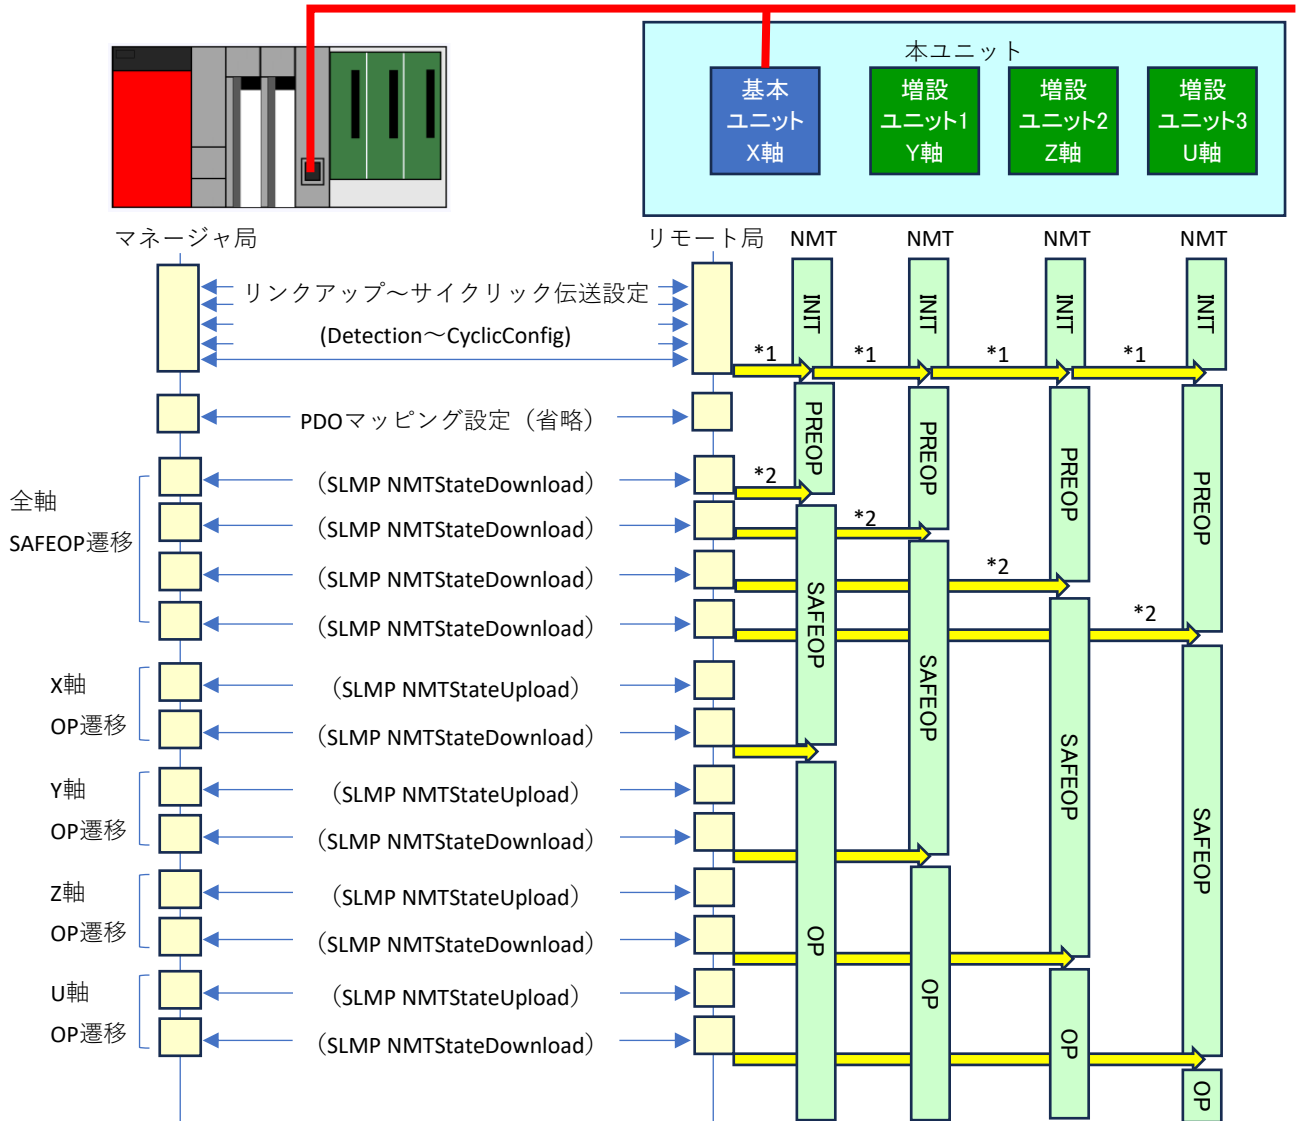 本ユニット
基本
ユニット
X軸
増設
ユニット1
Y軸
増設
ユニット2
Z軸
増設
ユニット3
U軸
マネージャ局
リモート局
NMT
NMT
NMT
NMT
リンクアップ～サイクリック伝送設定
(Detection～CyclicConfig)
INIT
INIT
INIT
INIT
*1
*1
*1
*1
PDOマッピング設定（省略）
PREOP
PREOP
PREOP
PREOP
全軸
SAFEOP遷移
（SLMP NMTStateDownload）
*2
（SLMP NMTStateDownload）
*2
（SLMP NMTStateDownload）
*2
（SLMP NMTStateDownload）
*2
SAFEOP
SAFEOP
SAFEOP
SAFEOP
X軸
OP遷移
（SLMP NMTStateUpload）
（SLMP NMTStateDownload）
Y軸
OP遷移
（SLMP NMTStateUpload）
（SLMP NMTStateDownload）
Z軸
OP遷移
（SLMP NMTStateUpload）
（SLMP NMTStateDownload）
U軸
OP遷移
（SLMP NMTStateUpload）
（SLMP NMTStateDownload）
OP
OP
OP
OP